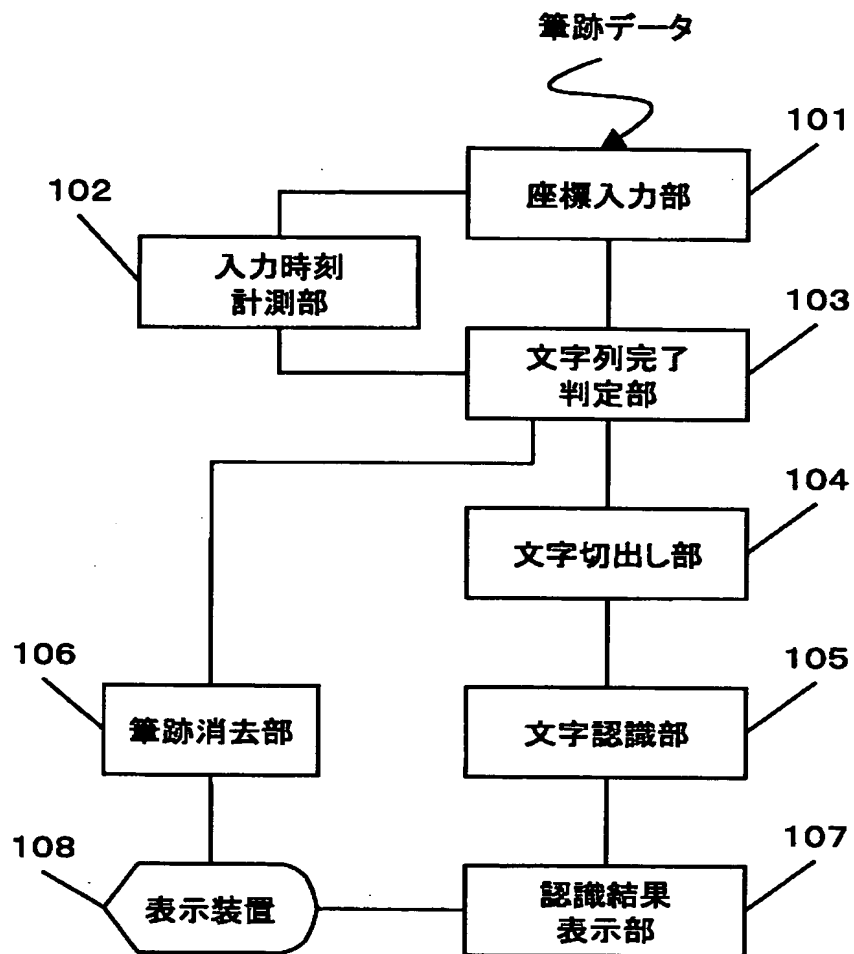 筆跡データ
101
座標入力部
102
入力時刻
計測部
103
文字列完了
判定部
104
文字切出し部
105
文字認識部
106
筆跡消去部
107
認識結果
表示部
108
表示装置